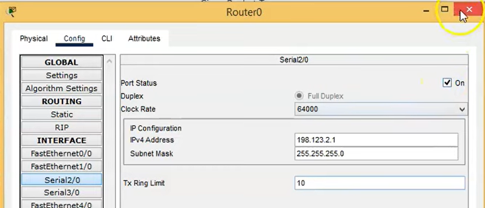 Router0
Physical Config CLI Attributes
GLOBAL
Settings
Algorithm Settings
ROUTING
Static
RIP
INTERFACE
FastEthernet0/0
FastEthernet1/0
Serial2/0
Serial3/0
FastEthernet4/0
Serial2/0
Port Status On
Duplex Full Duplex
Clock Rate 64000
IP Configuration
IPv4 Address 198.123.2.1
Subnet Mask 255.255.255.0
Tx Ring Limit 10